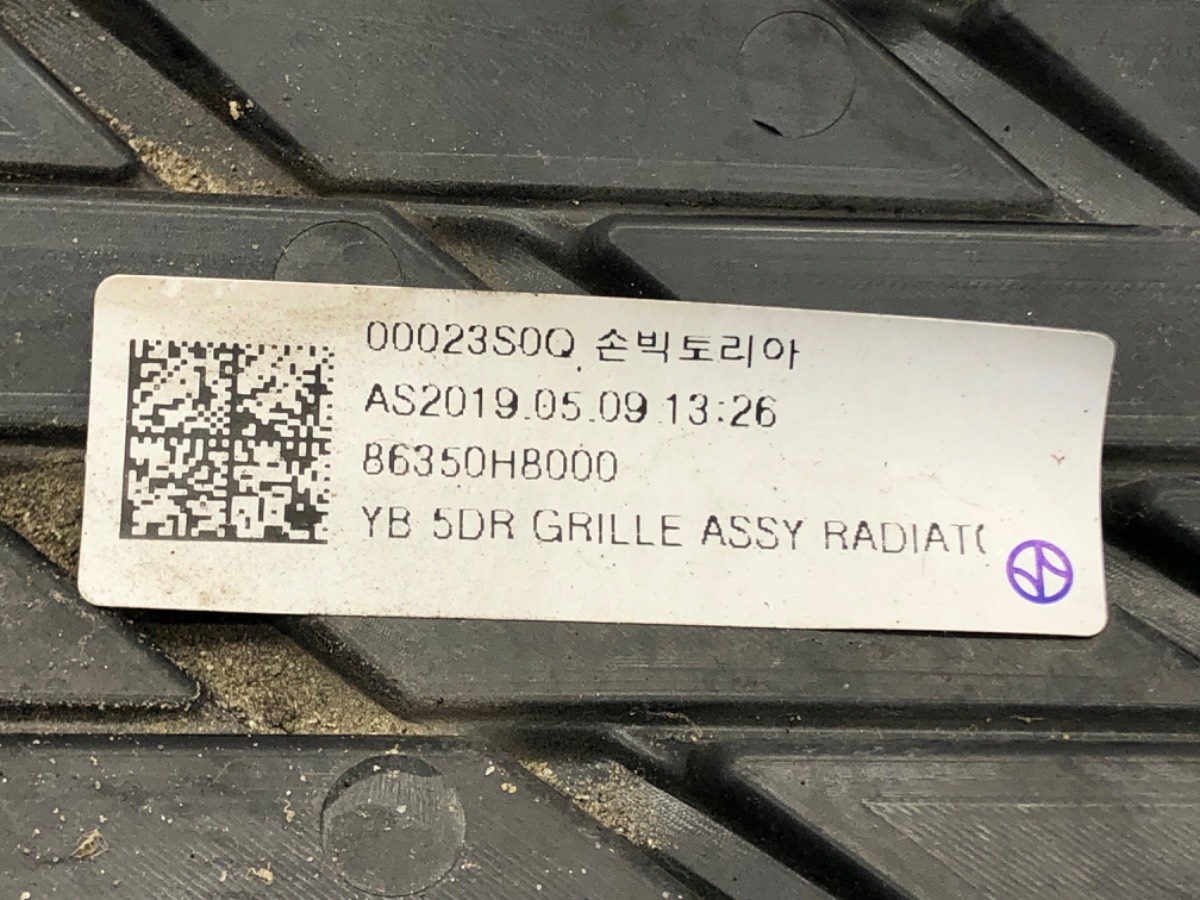 00023S0Q 손빅토리아
AS2019.05.09 13:26
86350H8000
YB 5DR GRILLE ASSY RADIAT(